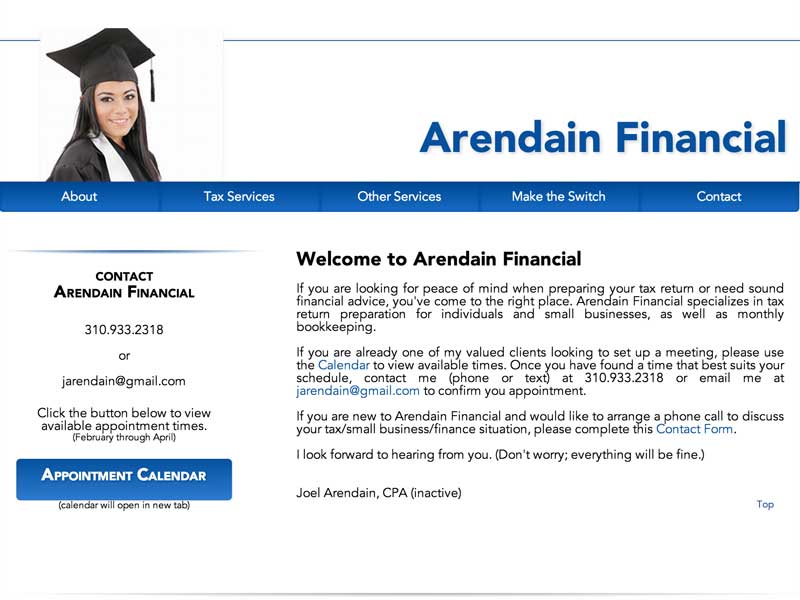 Arendain Financial
About
Tax Services
Other Services
Make the Switch
Contact
CONTACT
ARENDAIN FINANCIAL
310.933.2318
or
jarendain@gmail.com
Click the button below to view
available appointment times.
(February through April)
APPOINTMENT CALENDAR
(calendar will open in new tab)
Welcome to Arendain Financial
If you are looking for peace of mind when preparing your tax return or need sound
financial advice, you've come to the right place. Arendain Financial specializes in tax
return preparation for individuals and small businesses, as well as monthly
bookkeeping.
If you are already one of my valued clients looking to set up a meeting, please use
the Calendar to view available times. Once you have found a time that best suits your
schedule, contact me (phone or text) at 310.933.2318 or email me at
jarendain@gmail.com to confirm you appointment.
If you are new to Arendain Financial and would like to arrange a phone call to discuss
your tax/small business/finance situation, please complete this Contact Form.
I look forward to hearing from you. (Don't worry; everything will be fine.)
Joel Arendain, CPA (inactive)
Top